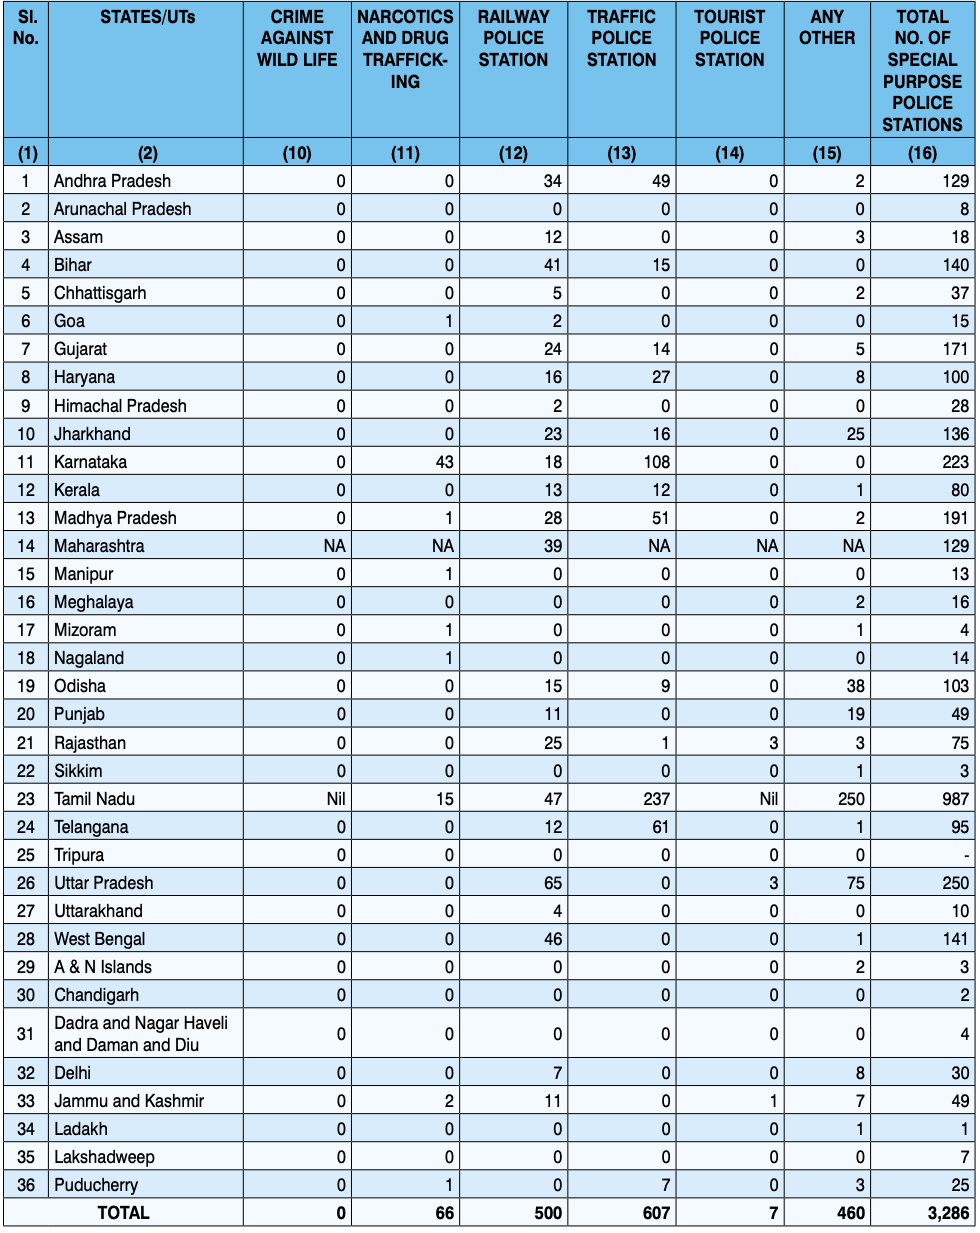 Sl. No. | STATES/UTs | CRIME AGAINST WILD LIFE | NARCOTICS AND DRUG TRAFFICK-ING | RAILWAY POLICE STATION | TRAFFIC POLICE STATION | TOURIST POLICE STATION | ANY OTHER | TOTAL NO. OF SPECIAL PURPOSE POLICE STATIONS
(1) | (2) | (10) | (11) | (12) | (13) | (14) | (15) | (16)
1 | Andhra Pradesh | 0 | 0 | 34 | 49 | 0 | 2 | 129
2 | Arunachal Pradesh | 0 | 0 | 0 | 0 | 0 | 0 | 8
3 | Assam | 0 | 0 | 12 | 0 | 0 | 3 | 18
4 | Bihar | 0 | 0 | 41 | 15 | 0 | 0 | 140
5 | Chhattisgarh | 0 | 0 | 5 | 0 | 0 | 2 | 37
6 | Goa | 0 | 1 | 2 | 0 | 0 | 0 | 15
7 | Gujarat | 0 | 0 | 24 | 14 | 0 | 5 | 171
8 | Haryana | 0 | 0 | 16 | 27 | 0 | 8 | 100
9 | Himachal Pradesh | 0 | 0 | 2 | 0 | 0 | 0 | 28
10 | Jharkhand | 0 | 0 | 23 | 16 | 0 | 25 | 136
11 | Karnataka | 0 | 43 | 18 | 108 | 0 | 0 | 223
12 | Kerala | 0 | 0 | 13 | 12 | 0 | 1 | 80
13 | Madhya Pradesh | 0 | 1 | 28 | 51 | 0 | 2 | 191
14 | Maharashtra | NA | NA | 39 | NA | NA | NA | 129
15 | Manipur | 0 | 1 | 0 | 0 | 0 | 0 | 13
16 | Meghalaya | 0 | 0 | 0 | 0 | 0 | 2 | 16
17 | Mizoram | 0 | 1 | 0 | 0 | 0 | 1 | 4
18 | Nagaland | 0 | 1 | 0 | 0 | 0 | 0 | 14
19 | Odisha | 0 | 0 | 15 | 9 | 0 | 38 | 103
20 | Punjab | 0 | 0 | 11 | 0 | 0 | 19 | 49
21 | Rajasthan | 0 | 0 | 25 | 1 | 3 | 3 | 75
22 | Sikkim | 0 | 0 | 0 | 0 | 0 | 1 | 3
23 | Tamil Nadu | Nil | 15 | 47 | 237 | Nil | 250 | 987
24 | Telangana | 0 | 0 | 12 | 61 | 0 | 1 | 95
25 | Tripura | 0 | 0 | 0 | 0 | 0 | 0 | -
26 | Uttar Pradesh | 0 | 0 | 65 | 0 | 3 | 75 | 250
27 | Uttarakhand | 0 | 0 | 4 | 0 | 0 | 0 | 10
28 | West Bengal | 0 | 0 | 46 | 0 | 0 | 1 | 141
29 | A & N Islands | 0 | 0 | 0 | 0 | 0 | 2 | 3
30 | Chandigarh | 0 | 0 | 0 | 0 | 0 | 0 | 2
31 | Dadra and Nagar Haveli and Daman and Diu | 0 | 0 | 0 | 0 | 0 | 0 | 4
32 | Delhi | 0 | 0 | 7 | 0 | 0 | 8 | 30
33 | Jammu and Kashmir | 0 | 2 | 11 | 0 | 1 | 7 | 49
34 | Ladakh | 0 | 0 | 0 | 0 | 0 | 1 | 1
35 | Lakshadweep | 0 | 0 | 0 | 0 | 0 | 0 | 7
36 | Puducherry | 0 | 1 | 0 | 7 | 0 | 3 | 25
TOTAL | 0 | 66 | 500 | 607 | 7 | 460 | 3,286